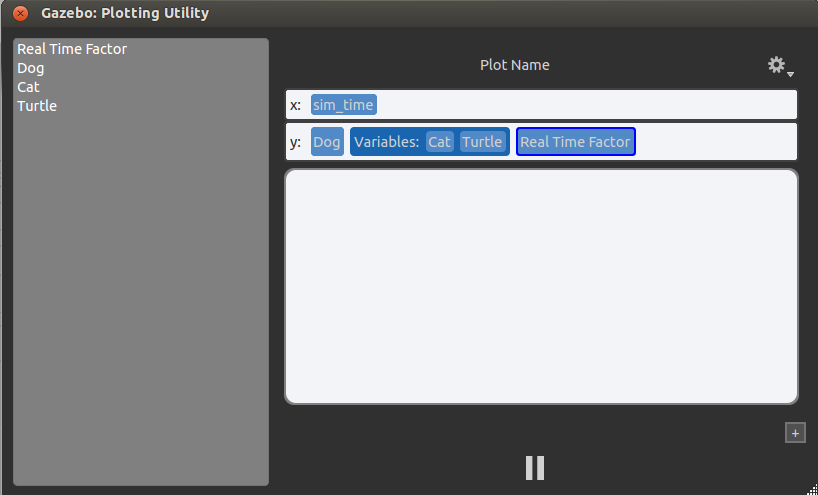 Gazebo: Plotting Utility
Real Time Factor
Dog
Cat
Turtle
Plot Name
x: sim_time
y: Dog Variables: Cat Turtle Real Time Factor
+